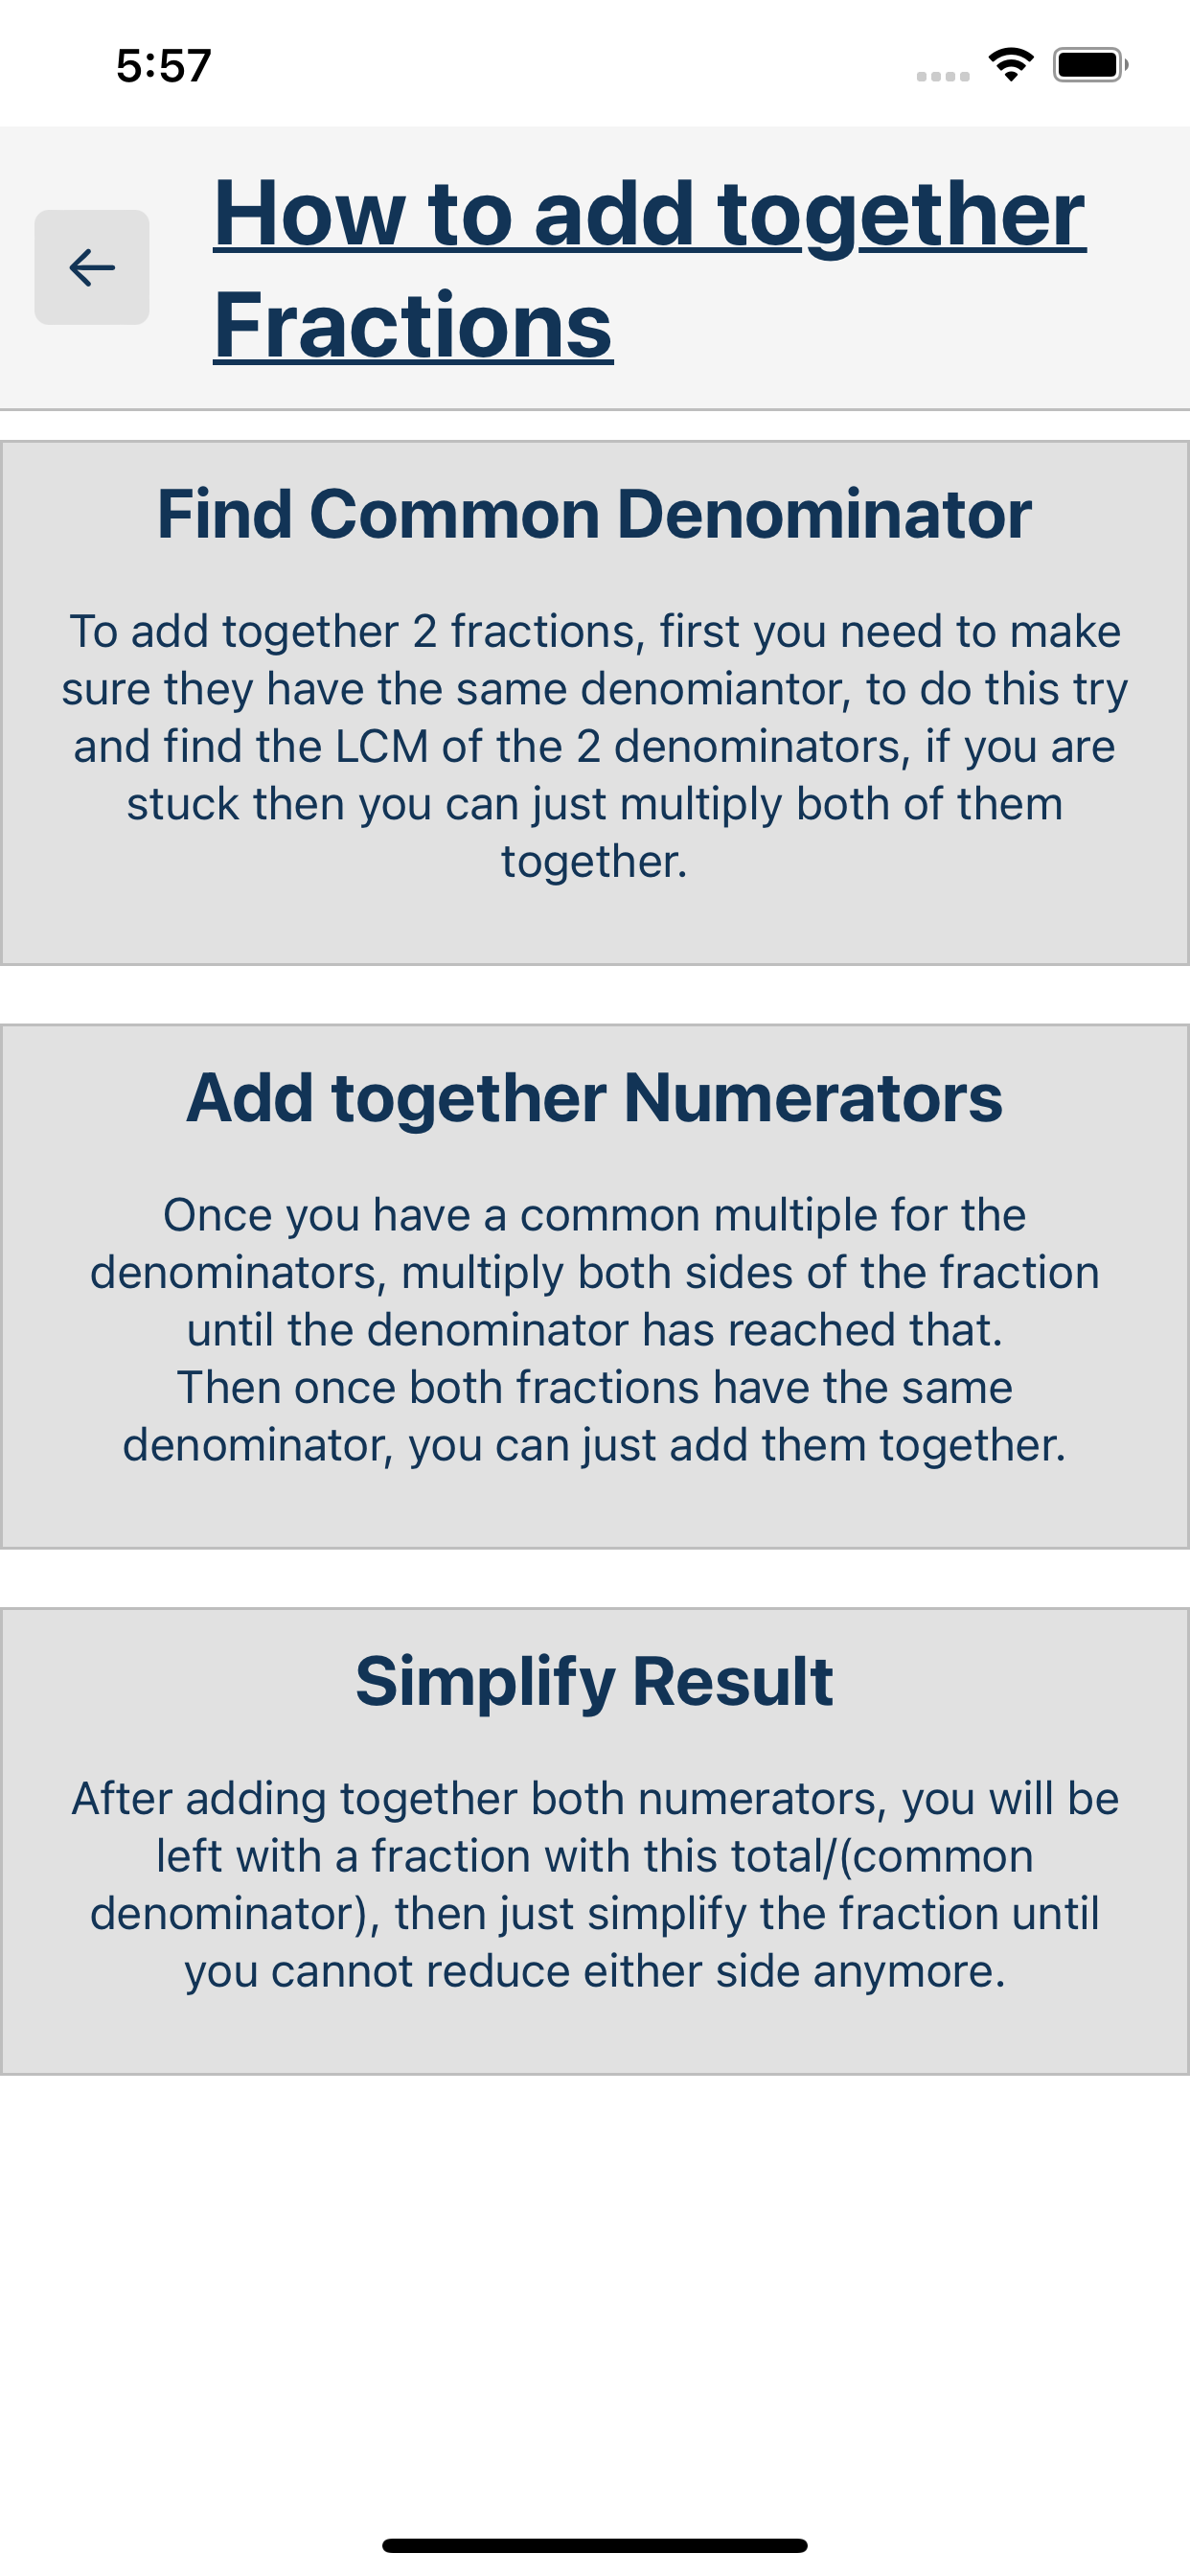 5:57
How to add together
Fractions
Find Common Denominator
To add together 2 fractions, first you need to make
sure they have the same denomiantor, to do this try
and find the LCM of the 2 denominators, if you are
stuck then you can just multiply both of them
together.
Add together Numerators
Once you have a common multiple for the
denominators, multiply both sides of the fraction
until the denominator has reached that.
Then once both fractions have the same
denominator, you can just add them together.
Simplify Result
After adding together both numerators, you will be
left with a fraction with this total/(common
denominator), then just simplify the fraction until
you cannot reduce either side anymore.